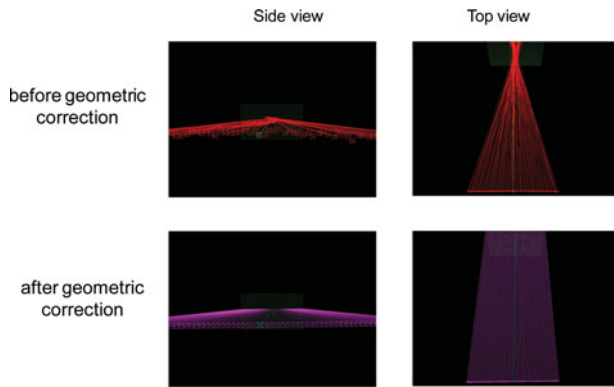 Side view
Top view
before geometric
correction
after geometric
correction